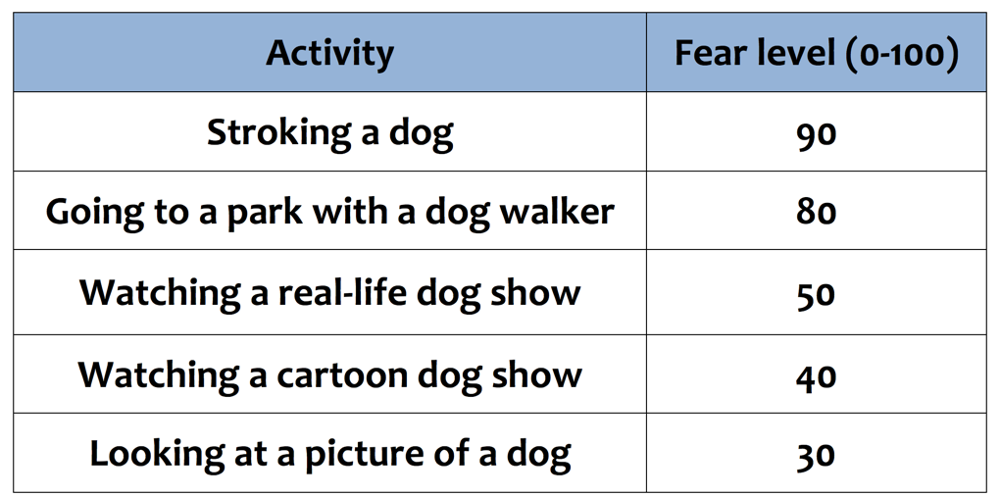 Activity Fear level (0-100)
Stroking a dog 90
Going to a park with a dog walker 80
Watching a real-life dog show 50
Watching a cartoon dog show 40
Looking at a picture of a dog 30